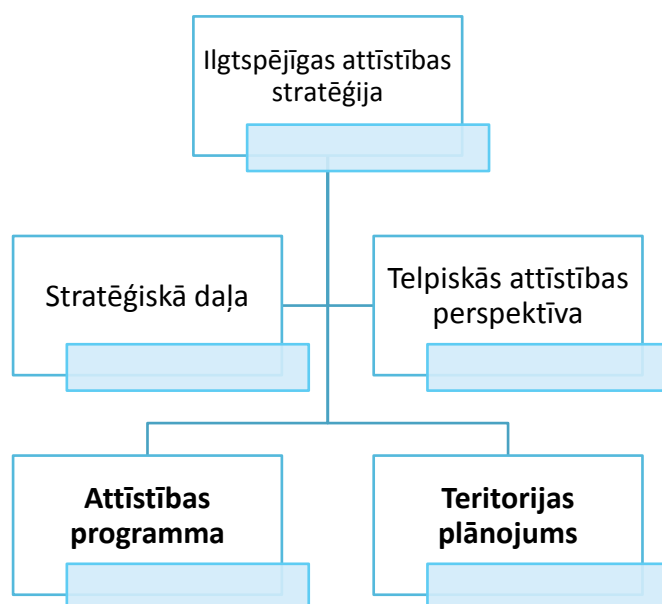 Ilgtspējīgas attīstības
stratēģija
Stratēģiskā daļa
Telpiskās attīstības
perspektīva
Attīstības
programma
Teritorijas
plānojums